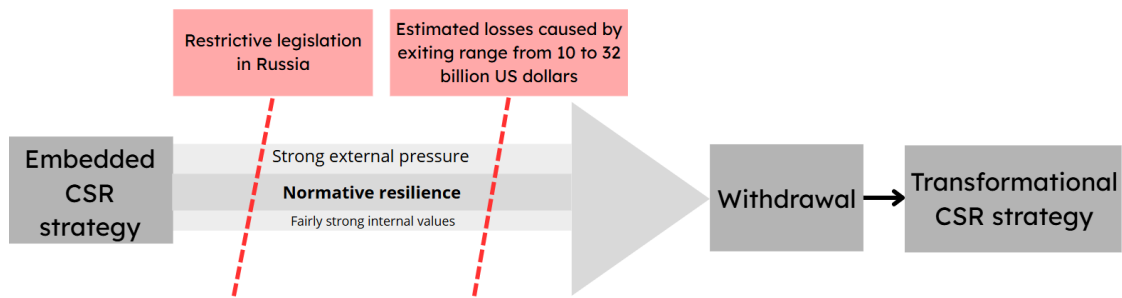 Restrictive legislation
in Russia
Estimated losses caused by
exiting range from 10 to 32
billion US dollars
Embedded
CSR
strategy
Strong external pressure
Normative resilience
Fairly strong internal values
Withdrawal
Transformational
CSR strategy